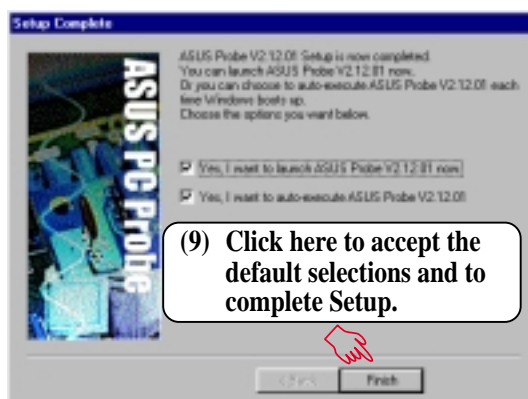 Setup Complete
ASUS PC Probe
ASUS Probe V2.12.01 Setup is now completed.
You can launch ASUS Probe V2.12.01 now.
Or you can choose to auto-execute ASUS Probe V2.12.01 each
time Windows boots up.
Choose the options you want below.
Yes, I want to launch ASUS Probe V2.12.01 now
Yes, I want to auto-execute ASUS Probe V2.12.01
(9) Click here to accept the
default selections and to
complete Setup.
< Back
Finish